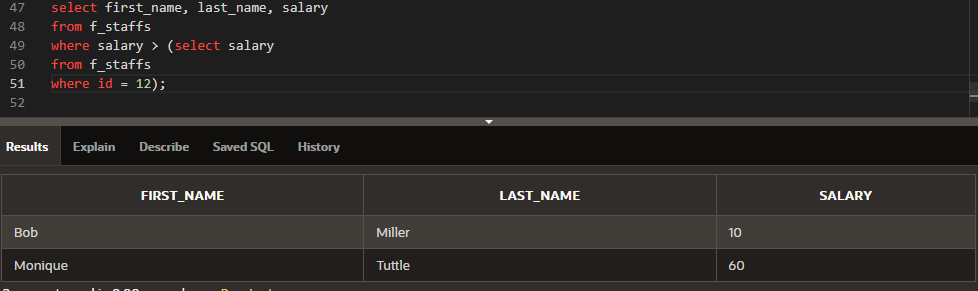 47 select first_name, last_name, salary
48 from f_staffs
49 where salary > (select salary
50 from f_staffs
51 where id = 12);
52
Results Explain Describe Saved SQL History
FIRST_NAME LAST_NAME SALARY
Bob Miller 10
Monique Tuttle 60